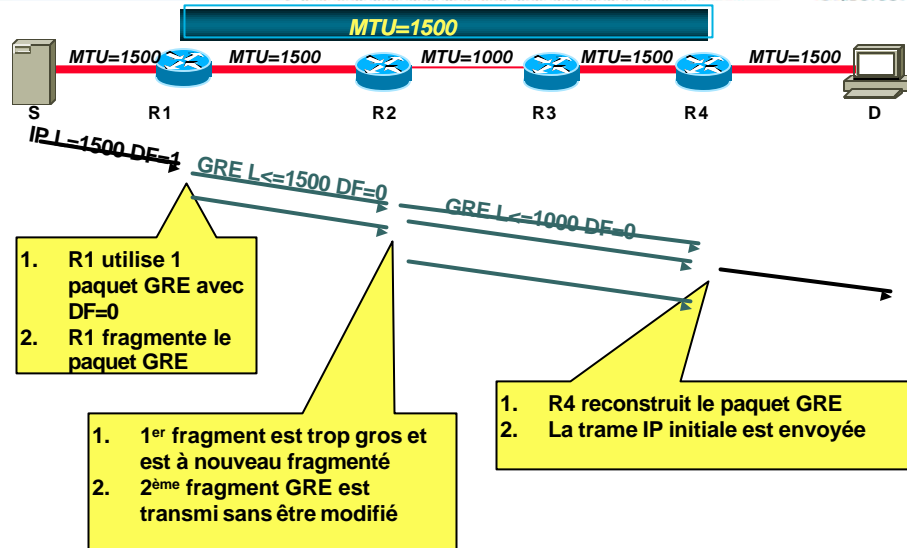 MTU=1500
MTU=1500 MTU=1500 MTU=1000 MTU=1500 MTU=1500
S R1 R2 R3 R4 D
IP L=1500 DF=1
GRE L<=1500 DF=0
GRE L<=1000 DF=0
1. R1 utilise 1
paquet GRE avec
DF=0
2. R1 fragmente le
paquet GRE
1. 1er fragment est trop gros et
est à nouveau fragmenté
2. 2ème fragment GRE est
transmi sans être modifié
1. R4 reconstruit le paquet GRE
2. La trame IP initiale est envoyée